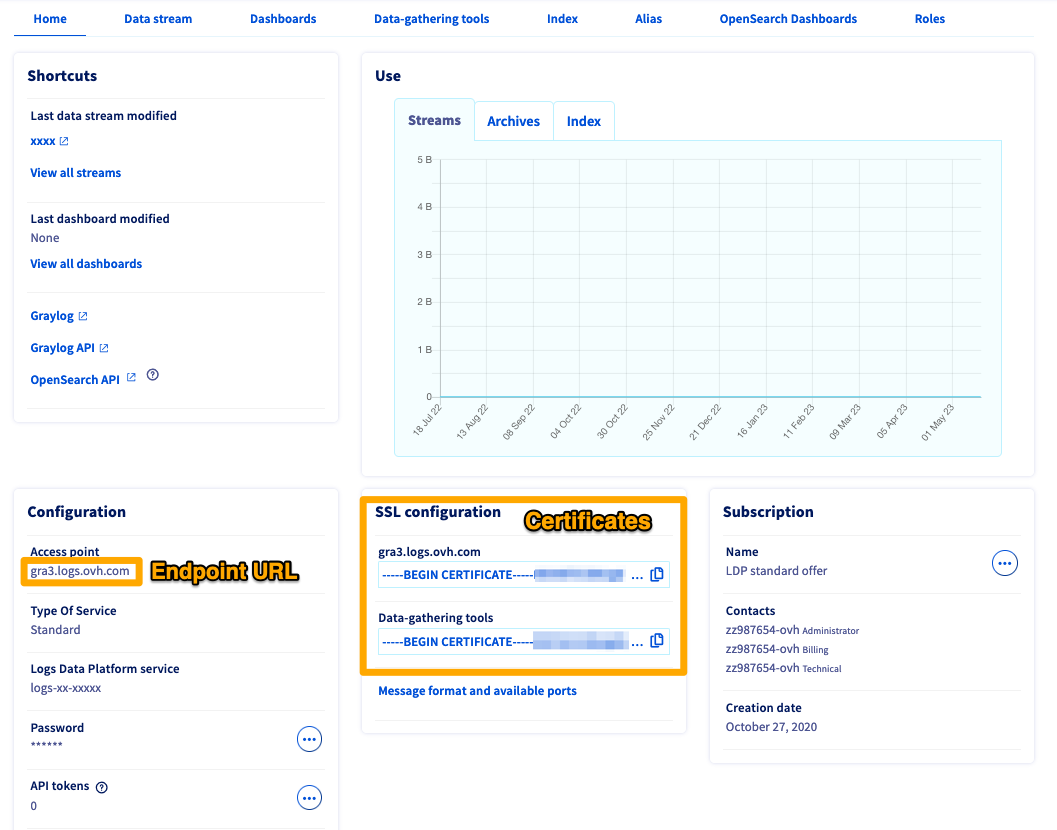 Home Data stream Dashboards Data-gathering tools Index Alias OpenSearch Dashboards Roles
Shortcuts
Last data stream modified
xxxx
View all streams
Last dashboard modified
None
View all dashboards
Graylog
Graylog API
OpenSearch API
Use
Streams Archives Index
5 B
4 B
3 B
2 B
1 B
0
18 Jul 22 13 Aug 22 08 Sep 22 04 Oct 22 30 Oct 22 25 Nov 22 21 Dec 22 16 Jan 23 11 Feb 23 09 Mar 23 05 Apr 23 01 May 23
Configuration
Access point
gra3.logs.ovh.com Endpoint URL
Type Of Service
Standard
Logs Data Platform service
logs-xx-xxxxx
Password
******
API tokens
0
SSL configuration Certificates
gra3.logs.ovh.com
-----BEGIN CERTIFICATE----- ...
Data-gathering tools
-----BEGIN CERTIFICATE----- ...
Message format and available ports
Subscription
Name
LDP standard offer
Contacts
zz987654-ovh Administrator
zz987654-ovh Billing
zz987654-ovh Technical
Creation date
October 27, 2020